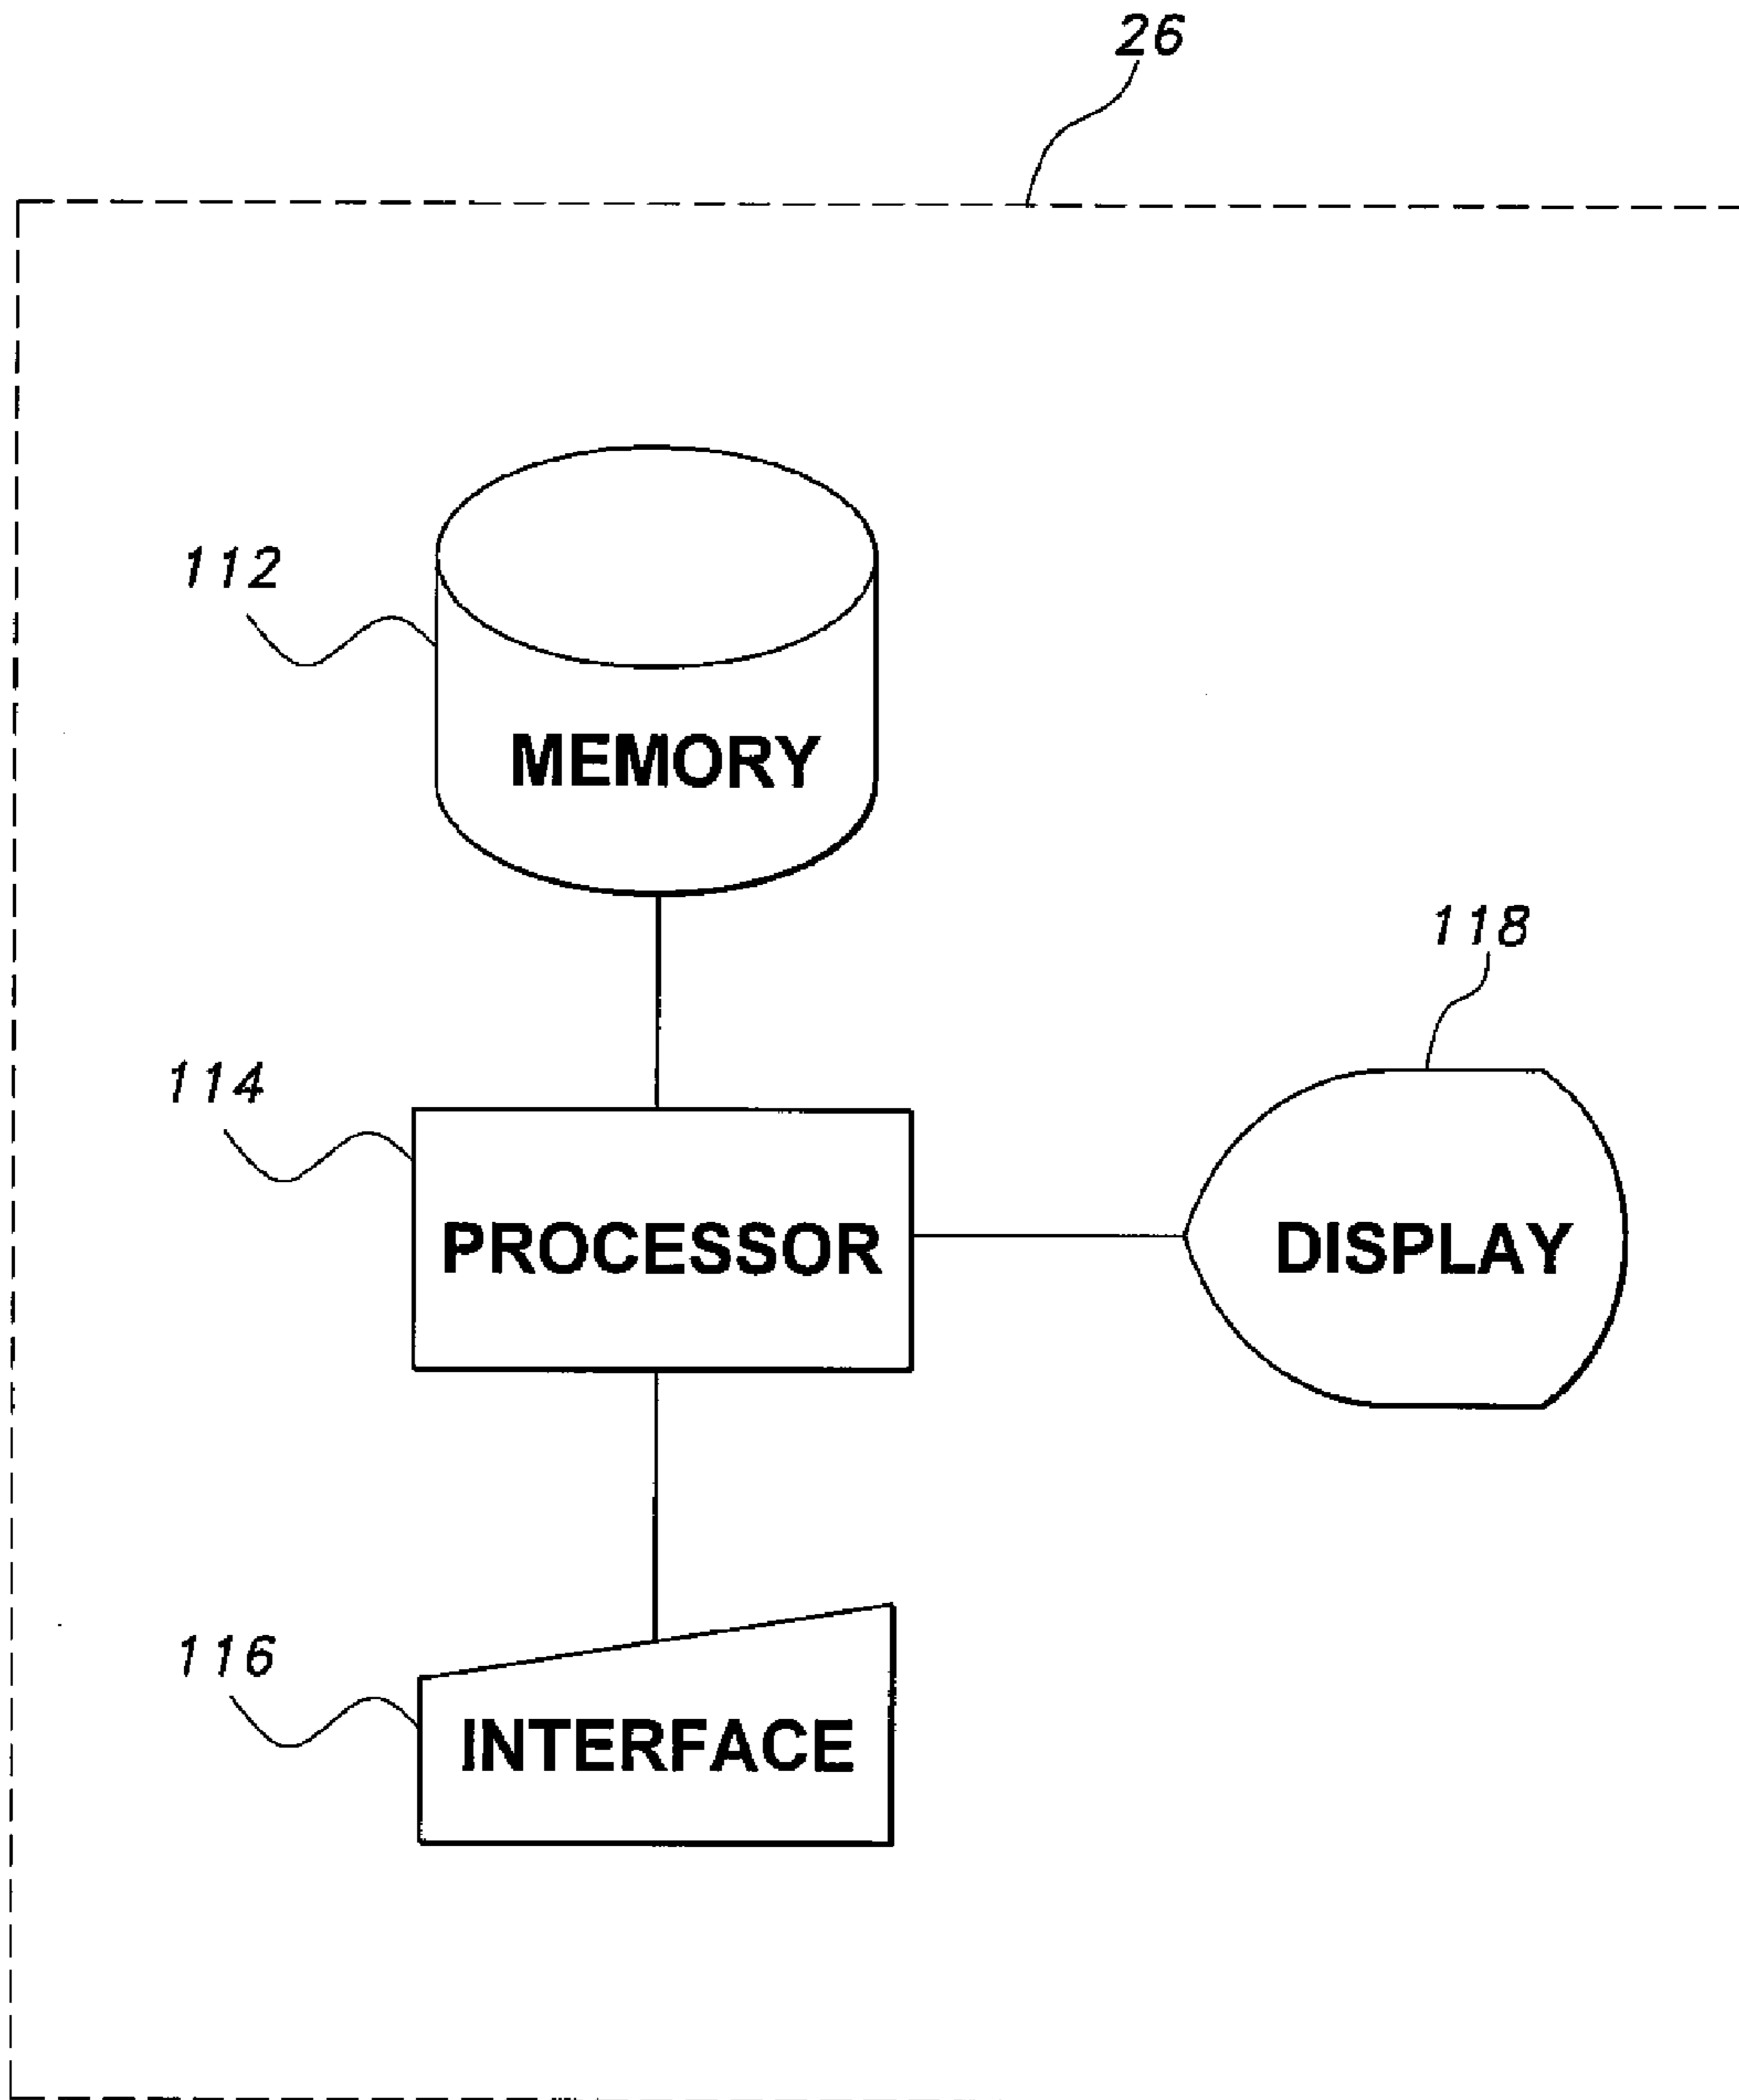 26
112
MEMORY
118
114
PROCESSOR
DISPLAY
116
INTERFACE